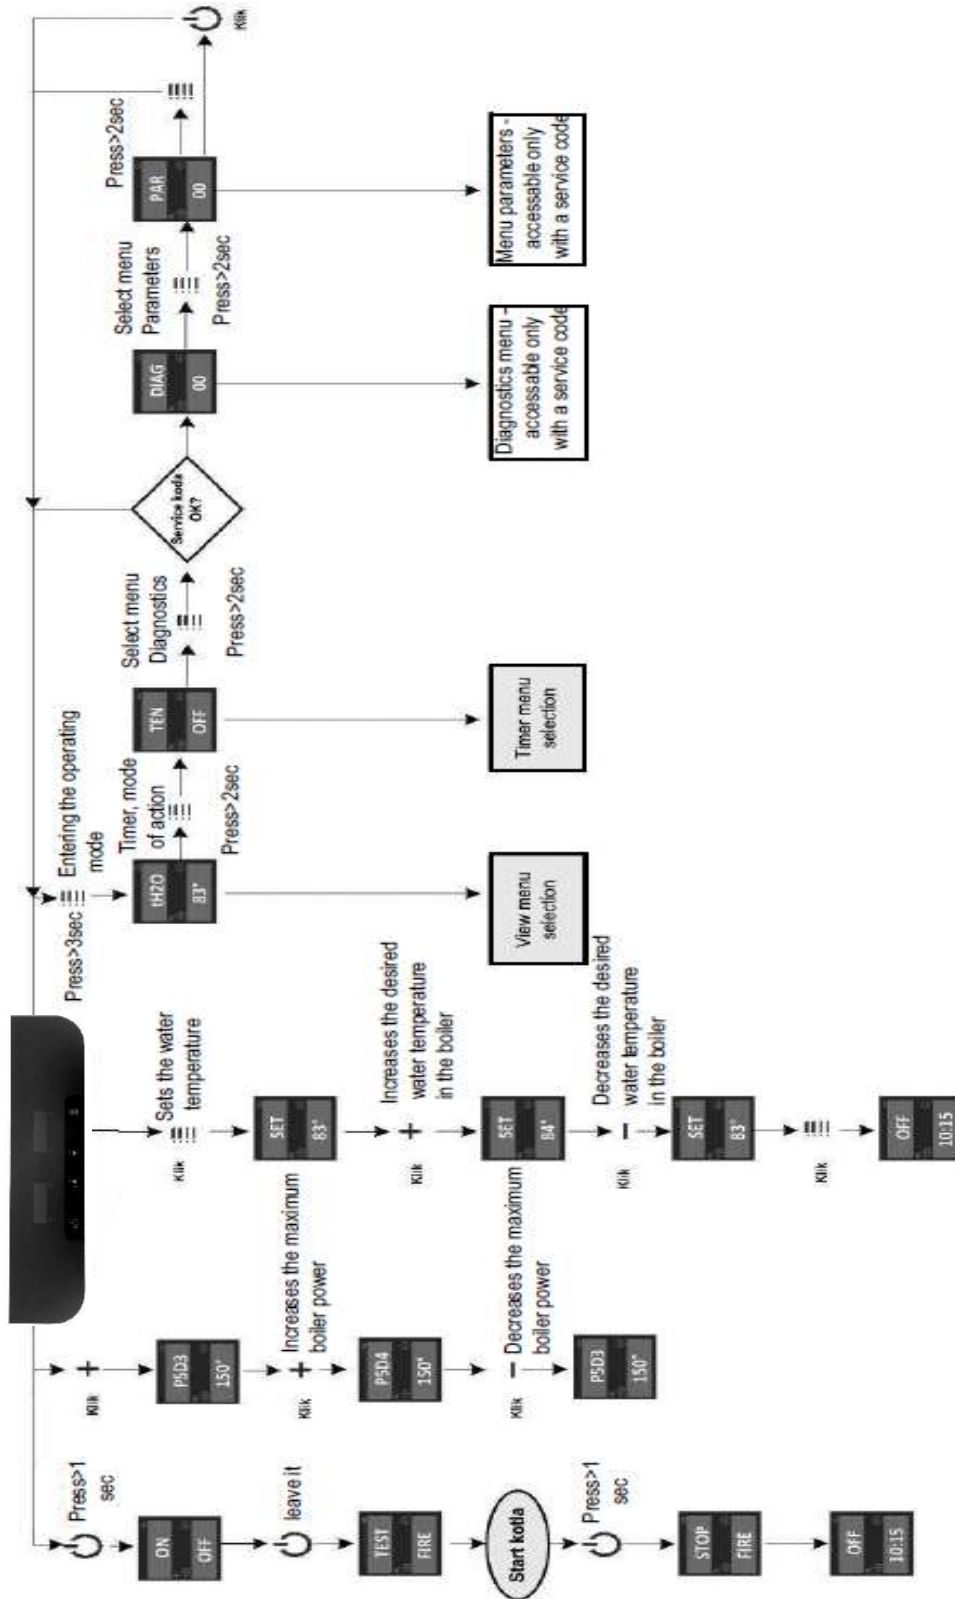 Press>1
sec
ON
OFF
leave it
TEST
FIRE
Start kotla
Press>1
sec
STOP
FIRE
OFF
10:15
Klik
P5D3
150°
Klik
Increases the maximum
boiler power
P5D4
150°
Klik
Decreases the maximum
boiler power
P5D3
150°
Klik
Sets the water
temperature
SET
83°
Klik
Increases the desired
water temperature
in the boiler
SET
84°
Klik
Decreases the desired
water temperature
in the boiler
SET
83°
Klik
OFF
10:15
Press>3sec
Entering the operating
mode
tH2O
83°
View menu
selection
Timer, mode
of action
Press>2sec
TEN
OFF
Timer menu
selection
Select menu
Diagnostics
Press>2sec
Service koda
OK?
DIAG
00
Diagnostics menu -
accessable only
with a service code
Select menu
Parameters
Press>2sec
PAR
00
Menu parameters -
accessable only
with a service code
Press>2sec
Klik